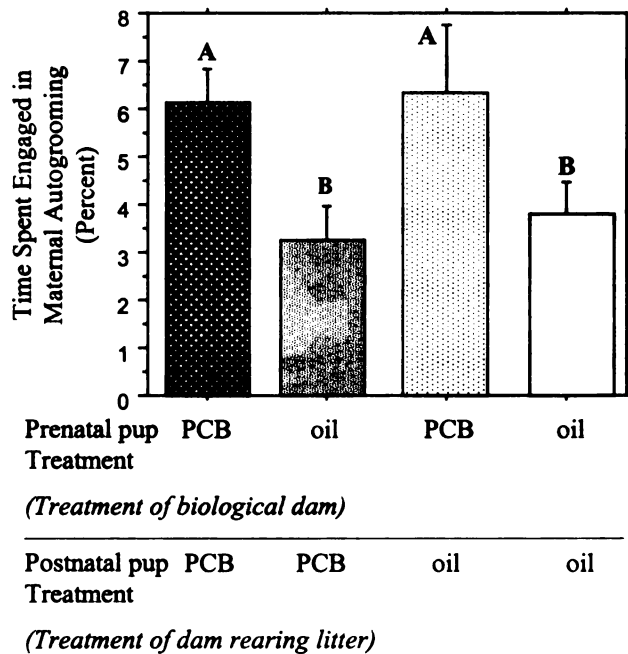 Time Spent Engaged in
Maternal Autogrooming
(Percent)
8
7
6
5
4
3
2
1
0
A
B
A
B
Prenatal pup PCB oil PCB oil
Treatment
(Treatment of biological dam)
Postnatal pup PCB PCB oil oil
Treatment
(Treatment of dam rearing litter)